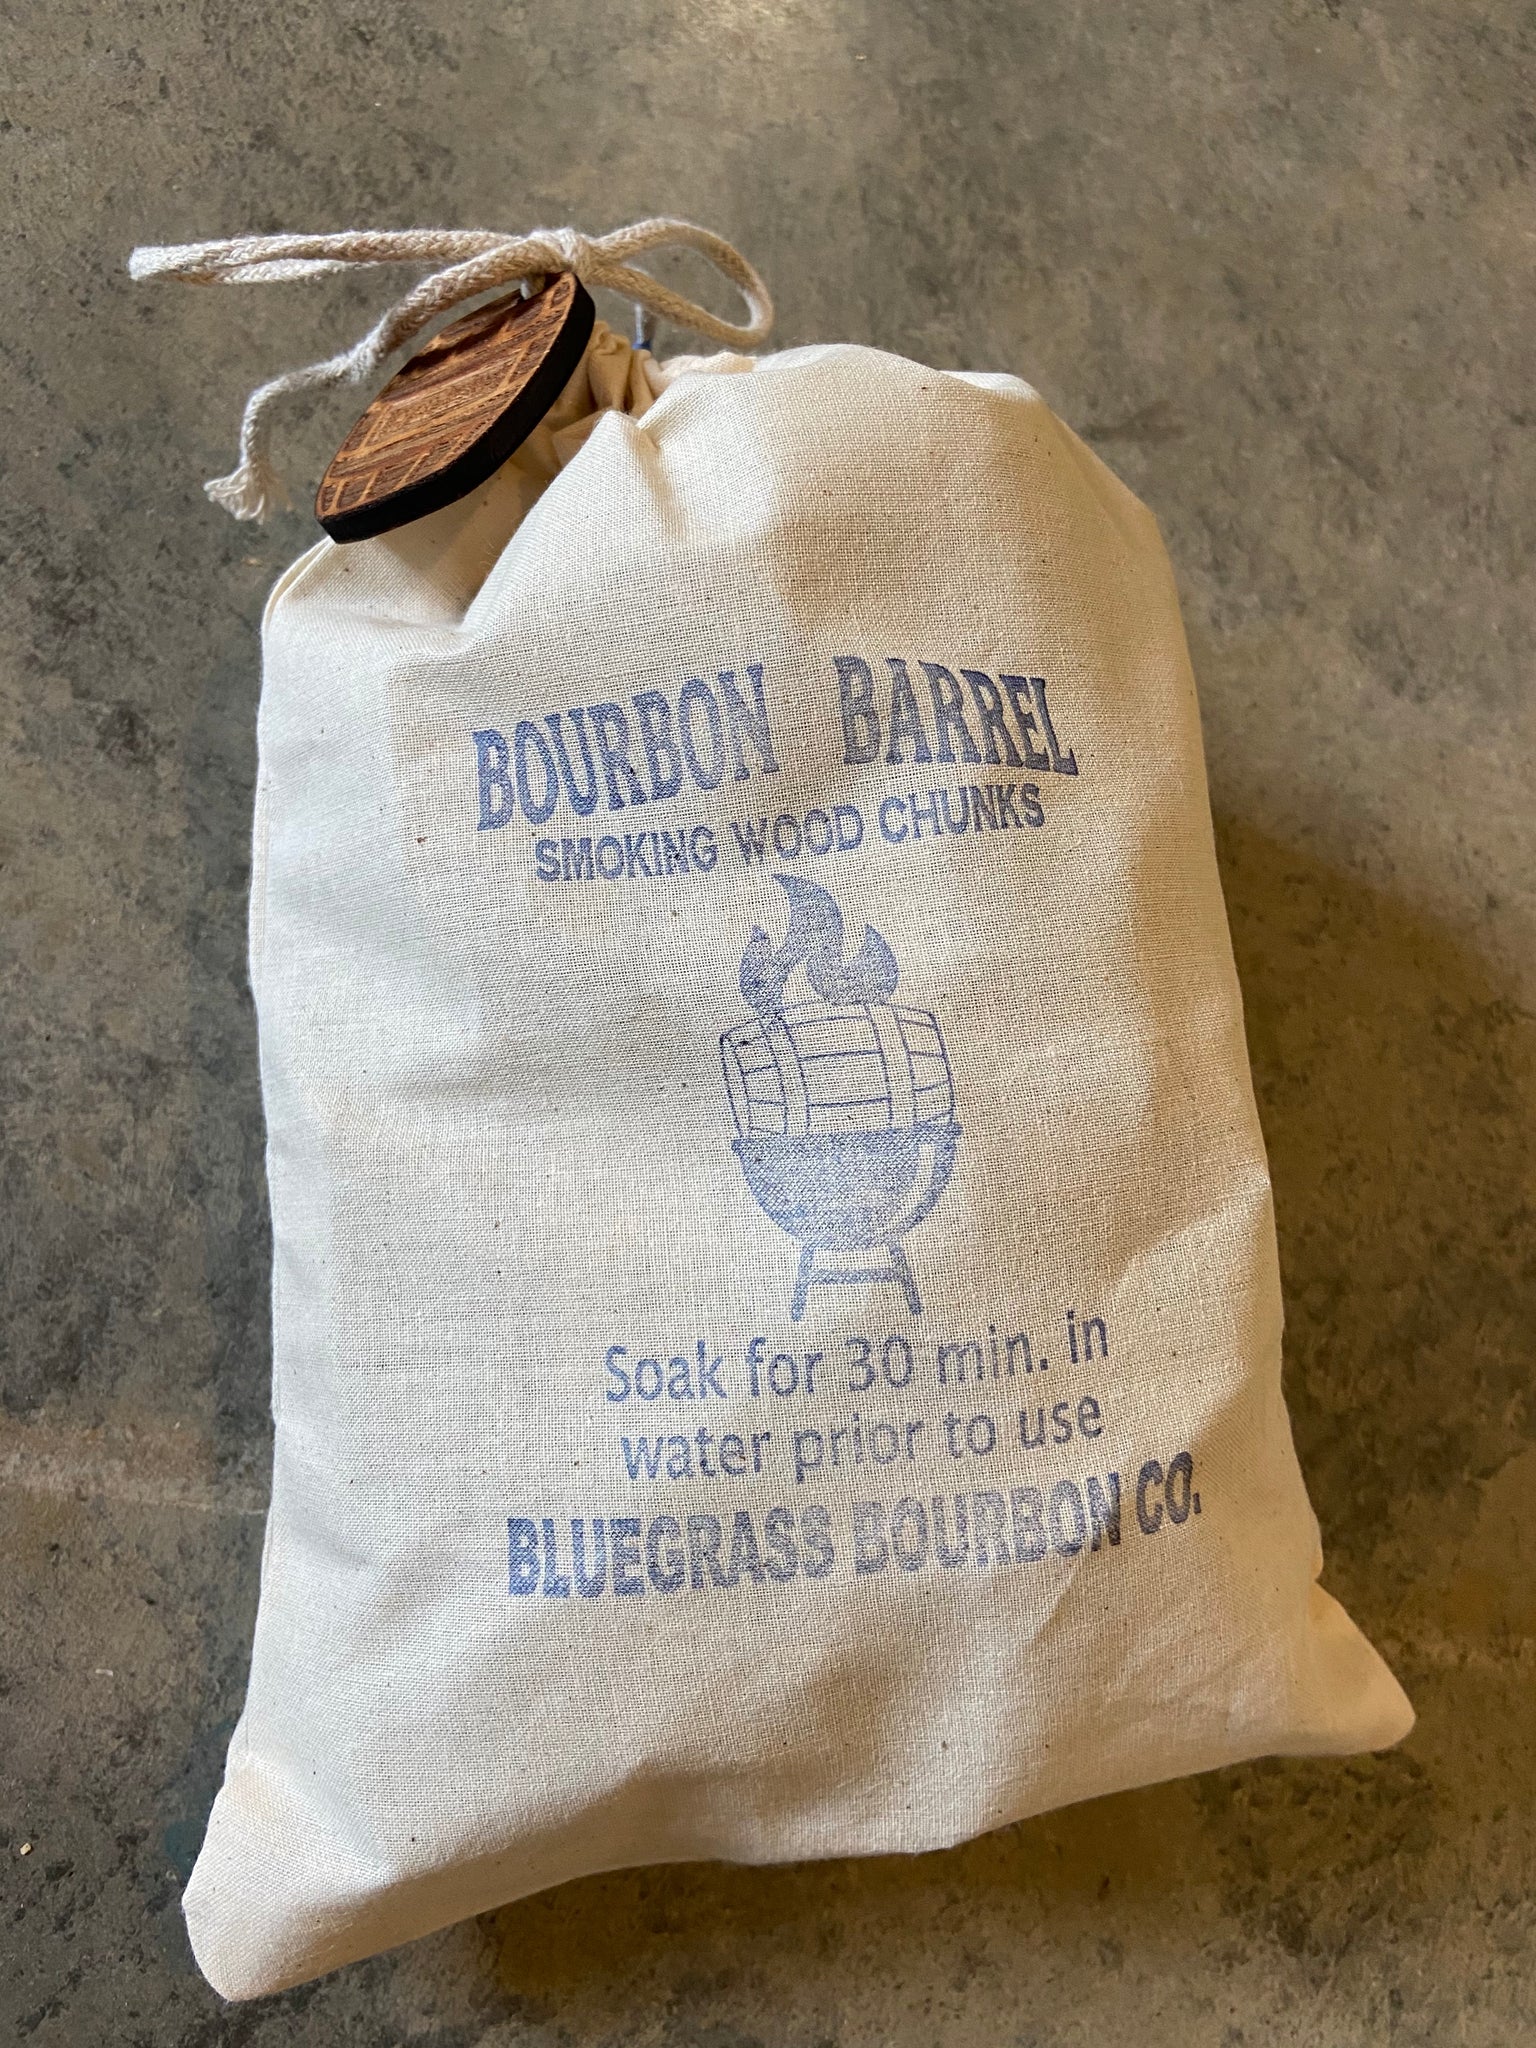 BOURBON BARREL
SMOKING WOOD CHUNKS
Soak for 30 min. in
water prior to use
BLUEGRASS BOURBON CO.